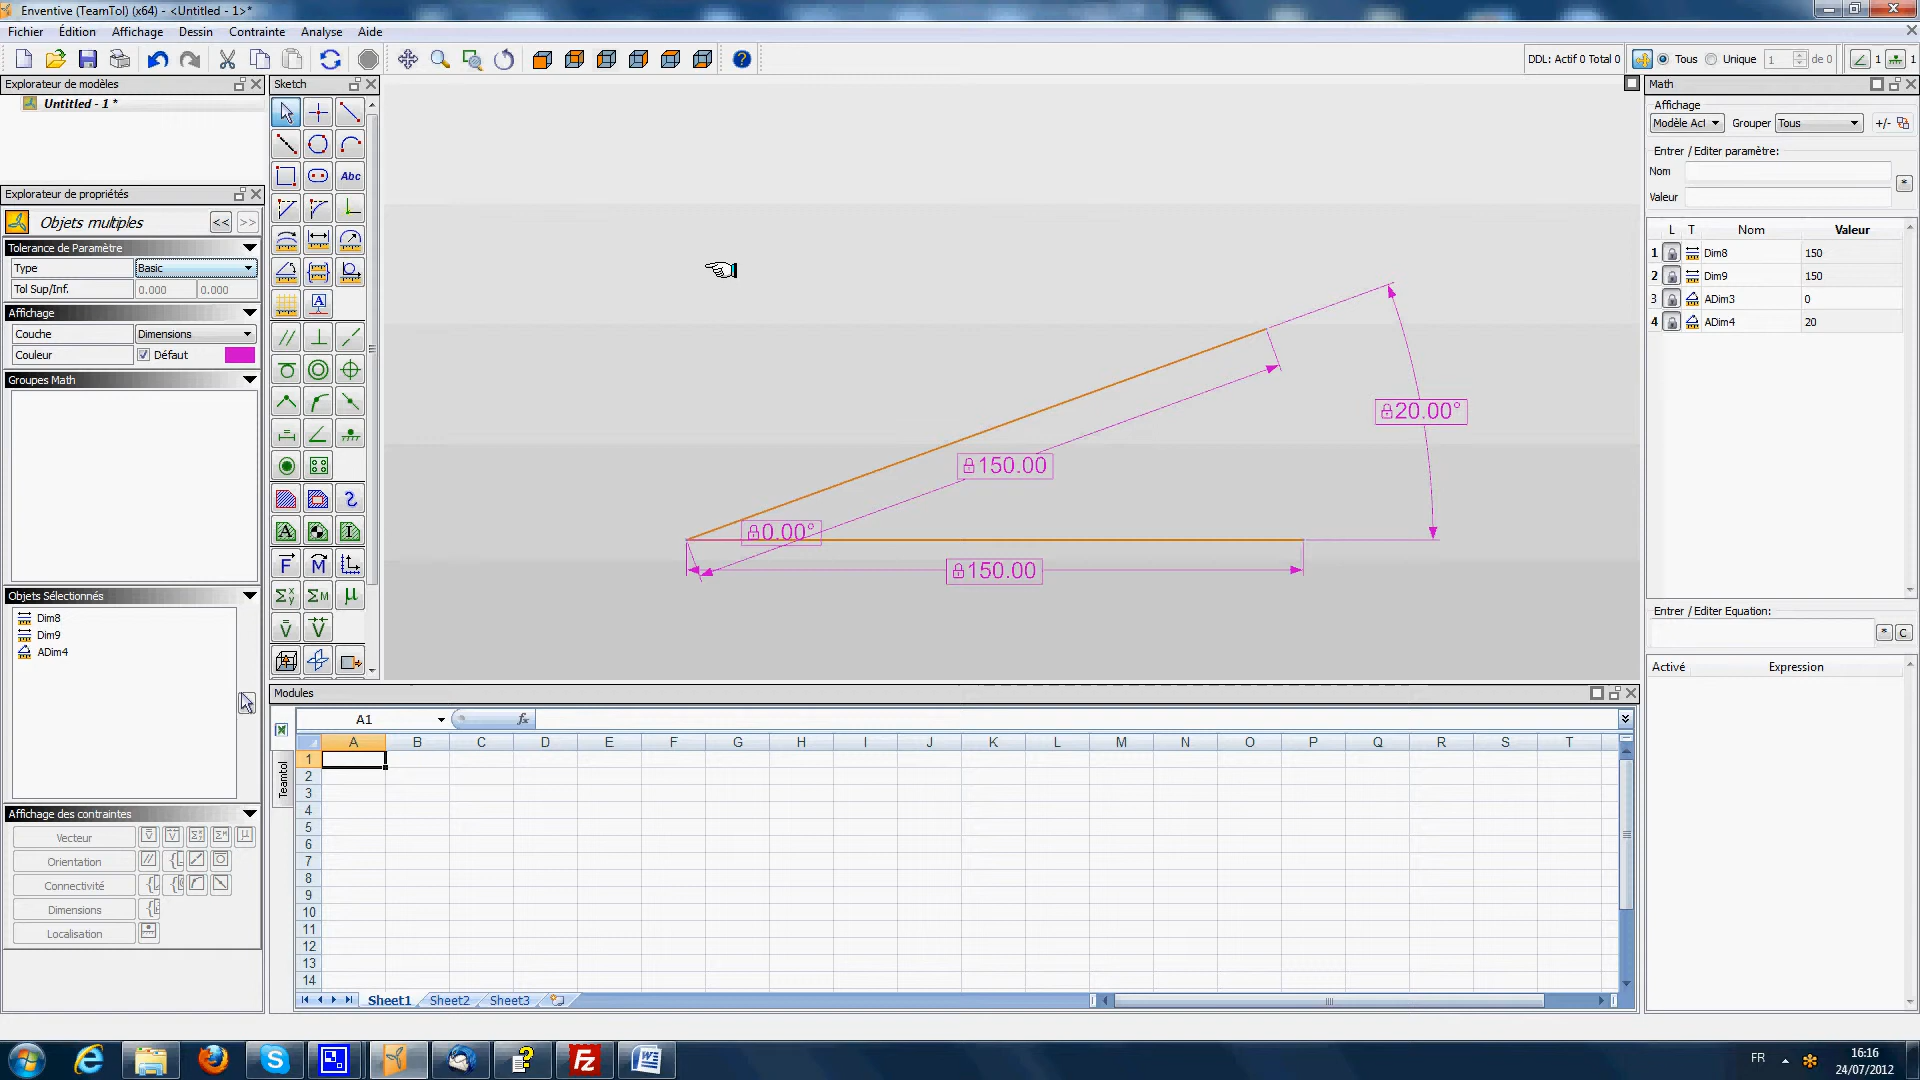 Enventive (TeamTol) (x64) - <Untitled - 1>*
Fichier Édition Affichage Dessin Contrainte Analyse Aide
DDL: Actif 0 Total 0 Tous Unique 1 de 0 1 1
Explorateur de modèles
Untitled - 1 *
Explorateur de propriétés
Objets multiples << >>
Tolerance de Paramètre
Type Basic
Tol Sup/Inf. 0.000 0.000
Affichage
Couche Dimensions
Couleur Défaut
Groupes Math
Objets Sélectionnés
Dim8
Dim9
ADim4
Affichage des contraintes
Vecteur
Orientation
Connectivité
Dimensions
Localisation
Sketch
Abc
20.00°
150.00
0.00°
150.00
Math
Affichage
Modèle Act Grouper Tous +/-
Entrer / Editer paramètre:
Nom
Valeur
L T Nom Valeur
1 Dim8 150
2 Dim9 150
3 ADim3 0
4 ADim4 20
Entrer / Editer Equation:
* C
Activé Expression
Modules
A1 fx
Teamtol
A B C D E F G H I J K L M N O P Q R S T
1
2
3
4
5
6
7
8
9
10
11
12
13
14
Sheet1 Sheet2 Sheet3
FR 16:16
24/07/2012